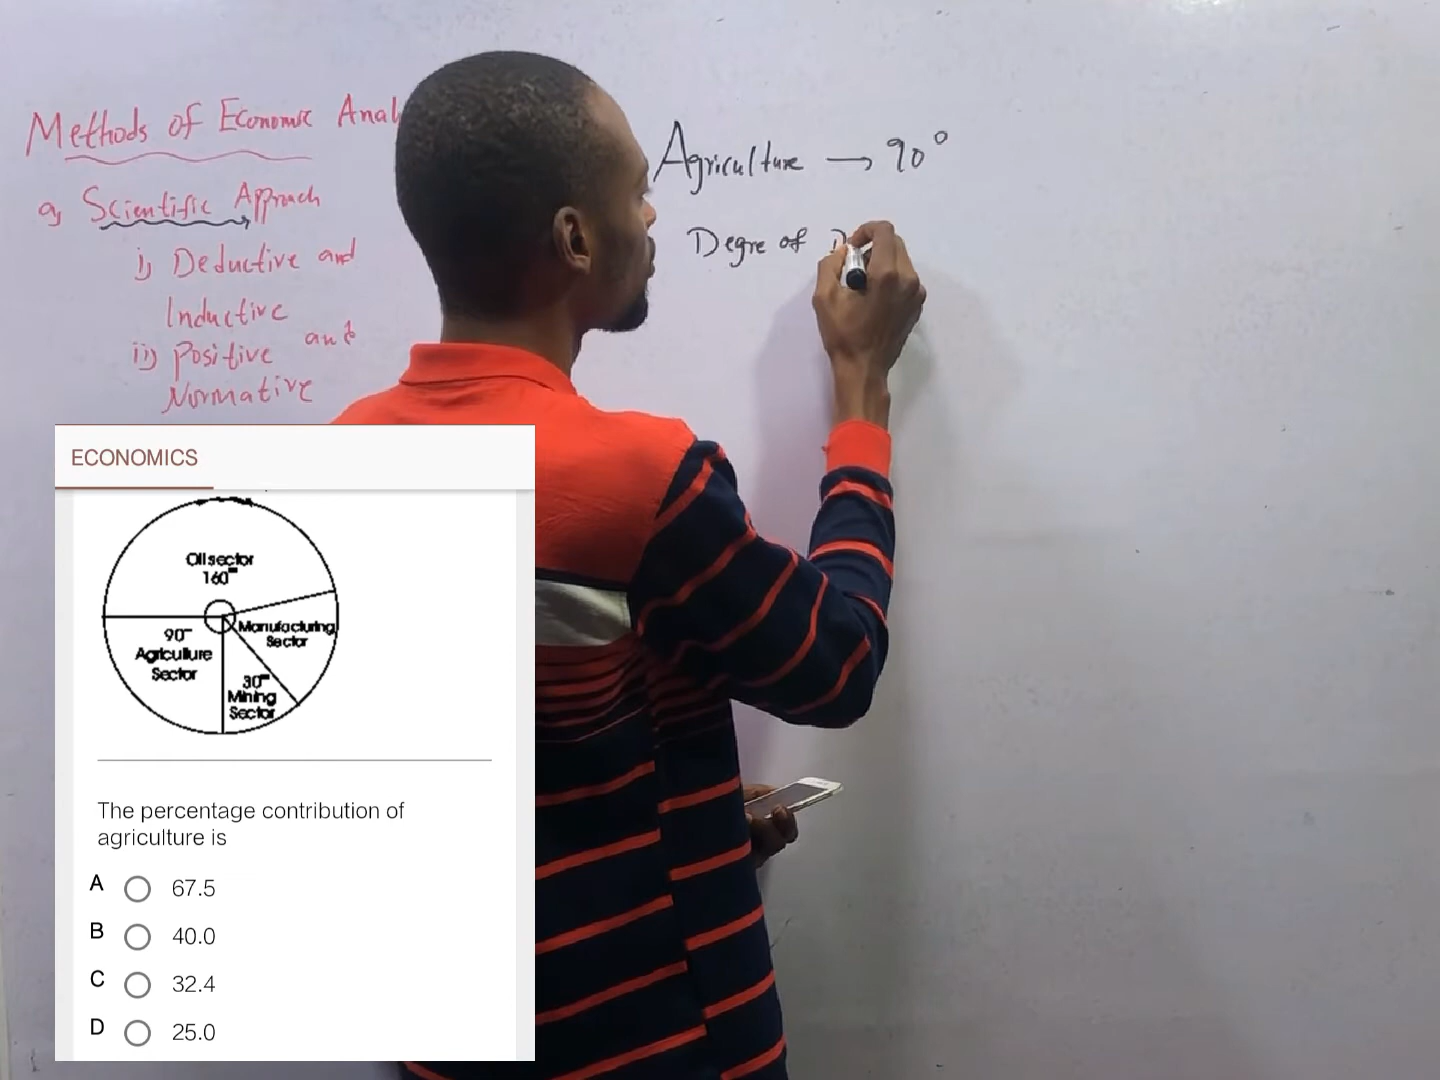 Methods of Economic Anal
a) Scientific Approach
i) Deductive and
Inductive
ii) Positive and
Normative
Agriculture → 90°
Degre of
ECONOMICS
Oil sector
160°
Manufacturing
Sector
90°
Agriculture
Sector
30°
Mining
Sector
The percentage contribution of
agriculture is
A 67.5
B 40.0
C 32.4
D 25.0